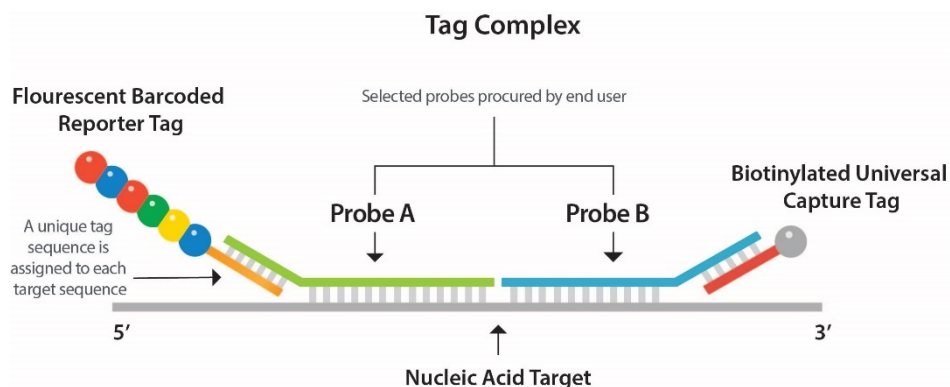 Tag Complex
Flourescent Barcoded
Reporter Tag
Selected probes procured by end user
Biotinylated Universal
Capture Tag
Probe A
Probe B
A unique tag
sequence is
assigned to each
target sequence
5′
3′
Nucleic Acid Target